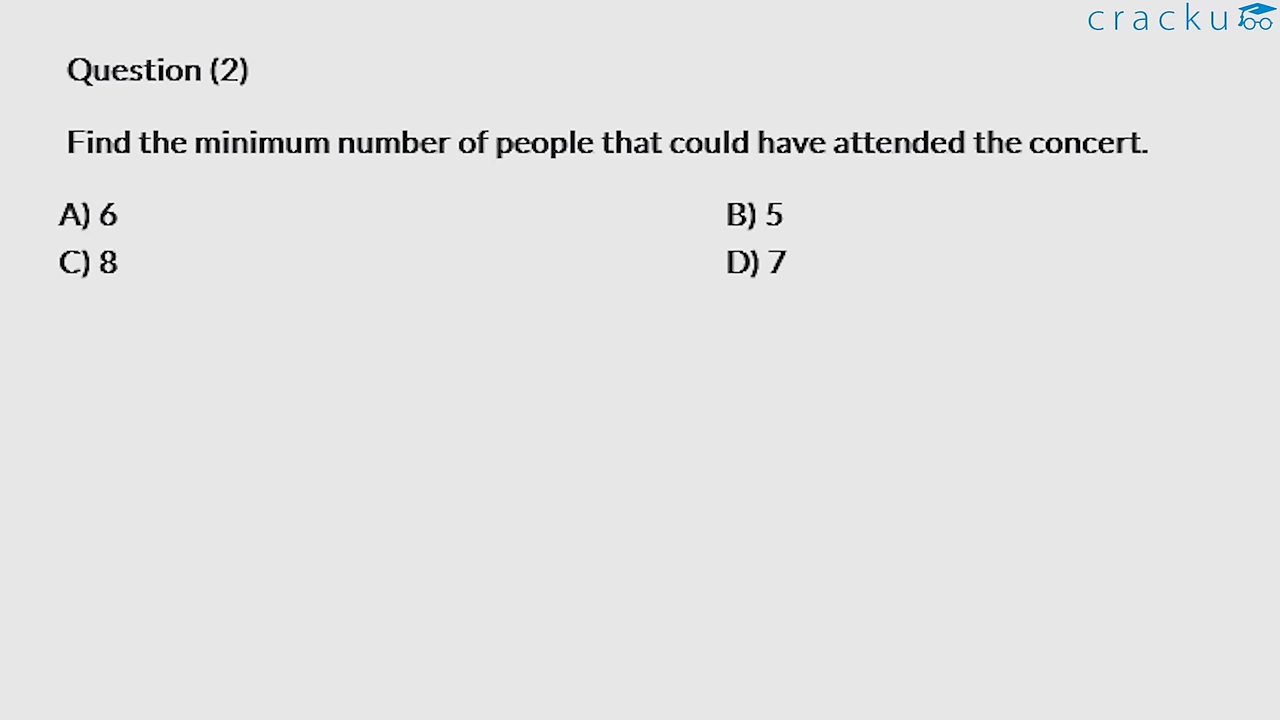 cracku
Question (2)
Find the minimum number of people that could have attended the concert.
A) 6
B) 5
C) 8
D) 7